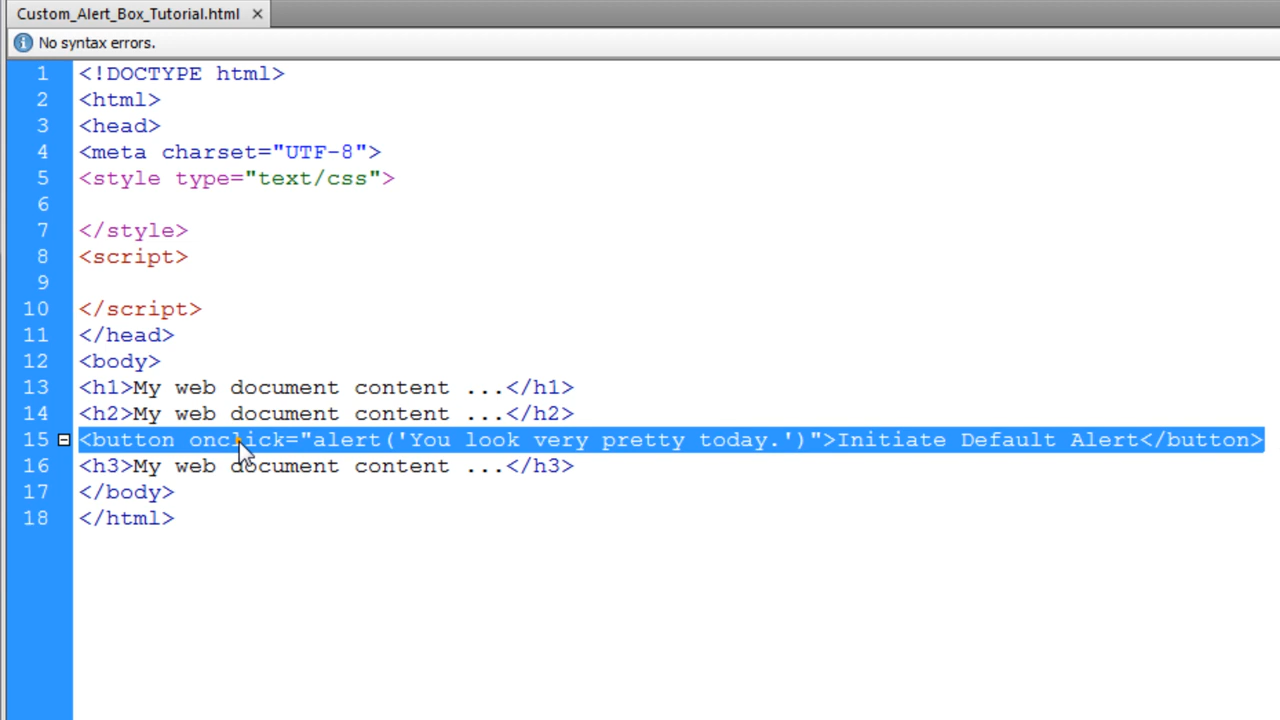 Custom_Alert_Box_Tutorial.html ×
No syntax errors.
1 <!DOCTYPE html>
2 <html>
3 <head>
4 <meta charset="UTF-8">
5 <style type="text/css">
6
7 </style>
8 <script>
9
10 </script>
11 </head>
12 <body>
13 <h1>My web document content ...</h1>
14 <h2>My web document content ...</h2>
15 <button onclick="alert('You look very pretty today.')">Initiate Default Alert</button>
16 <h3>My web document content ...</h3>
17 </body>
18 </html>